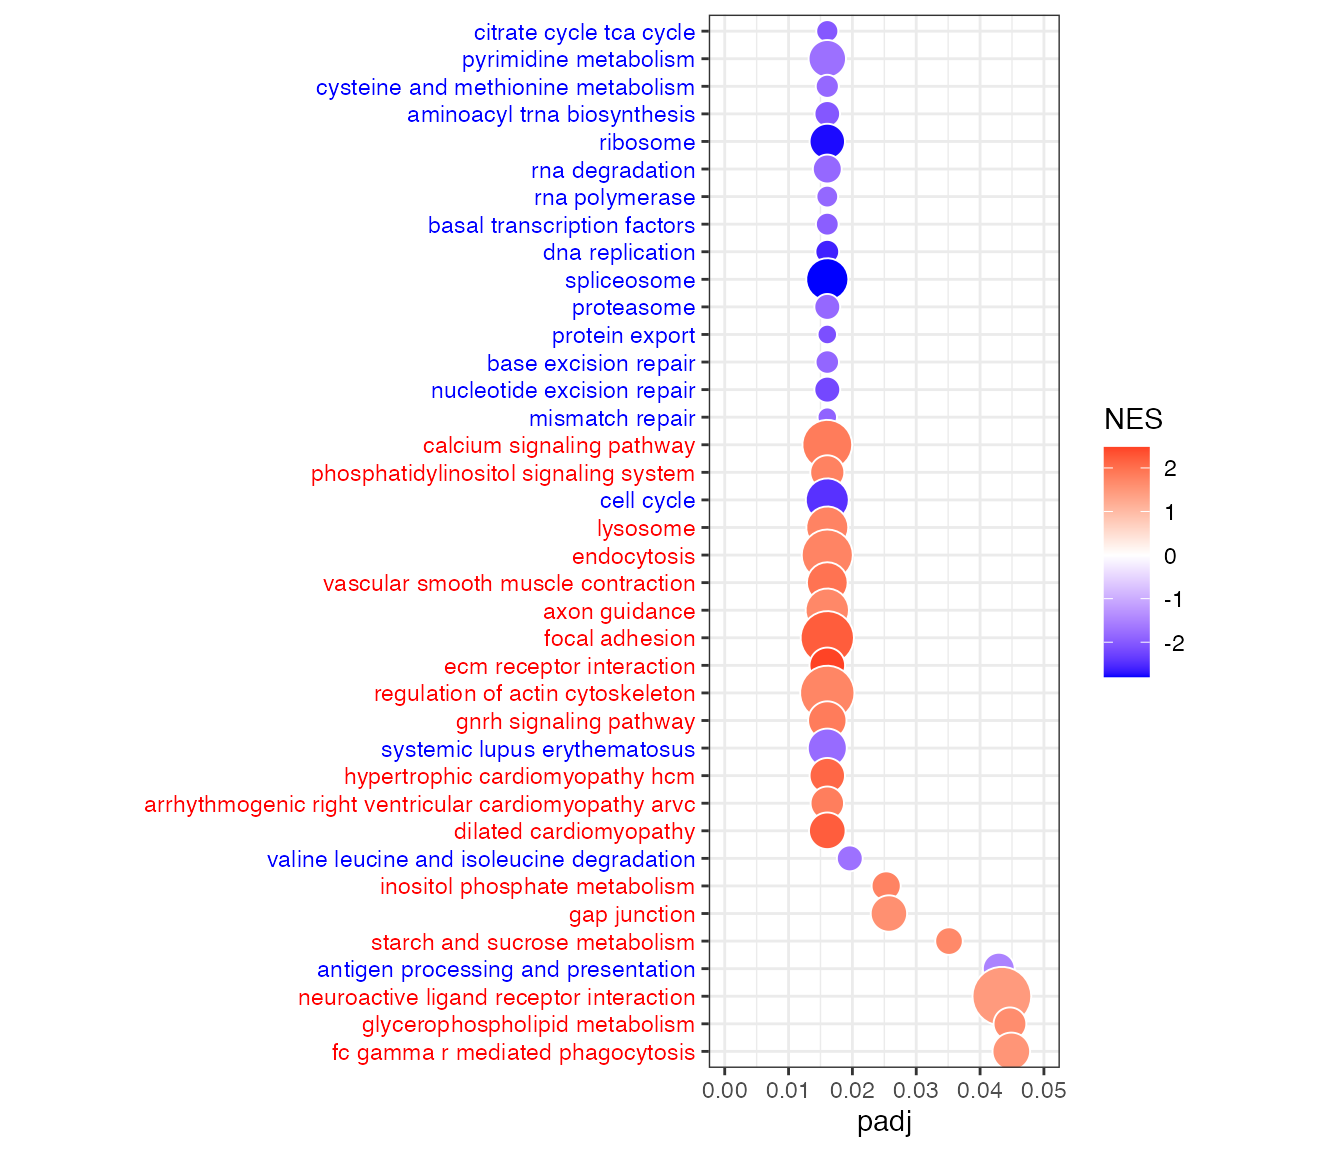 citrate cycle tca cycle
pyrimidine metabolism
cysteine and methionine metabolism
aminoacyl trna biosynthesis
ribosome
rna degradation
rna polymerase
basal transcription factors
dna replication
spliceosome
proteasome
protein export
base excision repair
nucleotide excision repair
mismatch repair
calcium signaling pathway
phosphatidylinositol signaling system
cell cycle
lysosome
endocytosis
vascular smooth muscle contraction
axon guidance
focal adhesion
ecm receptor interaction
regulation of actin cytoskeleton
gnrh signaling pathway
systemic lupus erythematosus
hypertrophic cardiomyopathy hcm
arrhythmogenic right ventricular cardiomyopathy arvc
dilated cardiomyopathy
valine leucine and isoleucine degradation
inositol phosphate metabolism
gap junction
starch and sucrose metabolism
antigen processing and presentation
neuroactive ligand receptor interaction
glycerophospholipid metabolism
fc gamma r mediated phagocytosis
0.00 0.01 0.02 0.03 0.04 0.05
padj
NES
2
1
0
-1
-2